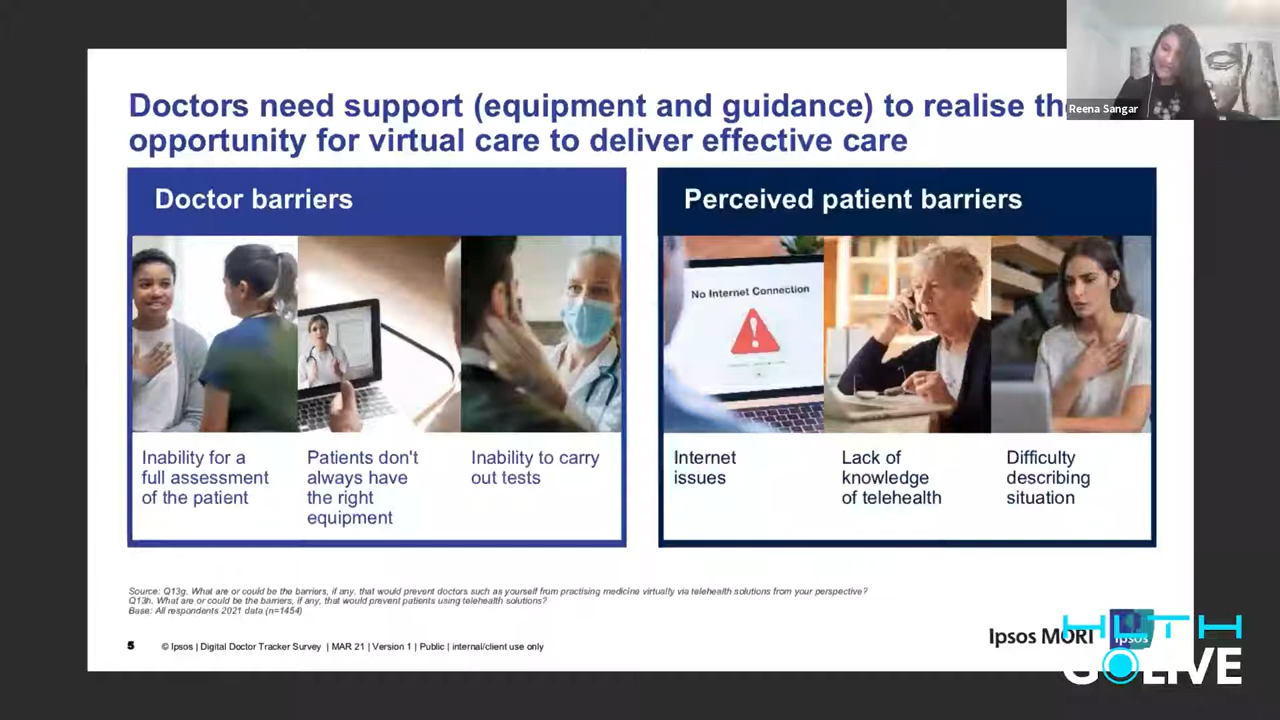 Reena Sangar
Doctors need support (equipment and guidance) to realise the
opportunity for virtual care to deliver effective care
Doctor barriers
Inability for a
full assessment
of the patient
Patients don't
always have
the right
equipment
Inability to carry
out tests
Perceived patient barriers
No Internet Connection
Internet
issues
Lack of
knowledge
of telehealth
Difficulty
describing
situation
Source: Q13g. What are or could be the barriers, if any, that would prevent doctors such as yourself from practising medicine virtually via telehealth solutions from your perspective?
Q13h. What are or could be the barriers, if any, that would prevent patients using telehealth solutions?
Base: All respondents 2021 data (n=1454)
5
© Ipsos | Digital Doctor Tracker Survey | MAR 21 | Version 1 | Public | internal/client use only
Ipsos MORI
Ipsos
HLTH
GOLIVE